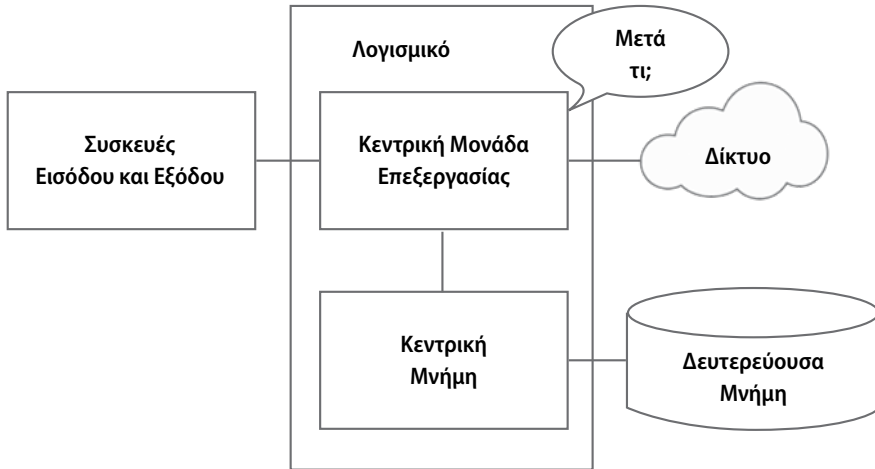 Λογισμικό
Μετά
τι;
Συσκευές
Εισόδου και Εξόδου
Κεντρική Μονάδα
Επεξεργασίας
Δίκτυο
Κεντρική
Μνήμη
Δευτερεύουσα
Μνήμη